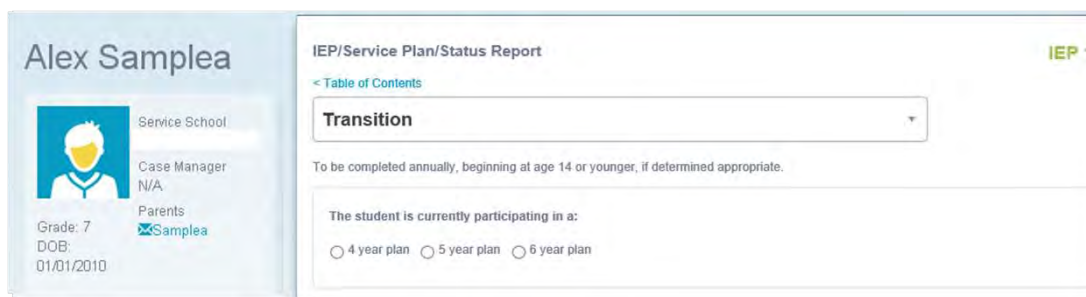 Alex Samplea
Service School
Case Manager
N/A
Parents
Samplea
Grade: 7
DOB:
01/01/2010
IEP/Service Plan/Status Report
IEP
< Table of Contents
Transition
To be completed annually, beginning at age 14 or younger, if determined appropriate.
The student is currently participating in a:
4 year plan 5 year plan 6 year plan